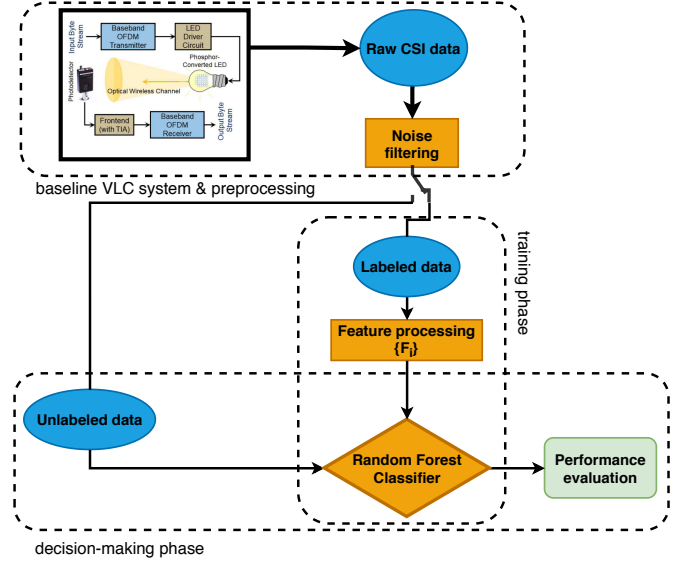 Input Byte
Stream
Baseband
OFDM
Transmitter
LED
Driver
Circuit
Phosphor-
Converted LED
Photodetector
Optical Wireless Channel
Frontend
(with TIA)
Baseband
OFDM
Receiver
Output Byte
Stream
Raw CSI data
Noise
filtering
baseline VLC system & preprocessing
training phase
Labeled data
Feature processing
{Fi}
Unlabeled data
Random Forest
Classifier
Performance
evaluation
decision-making phase